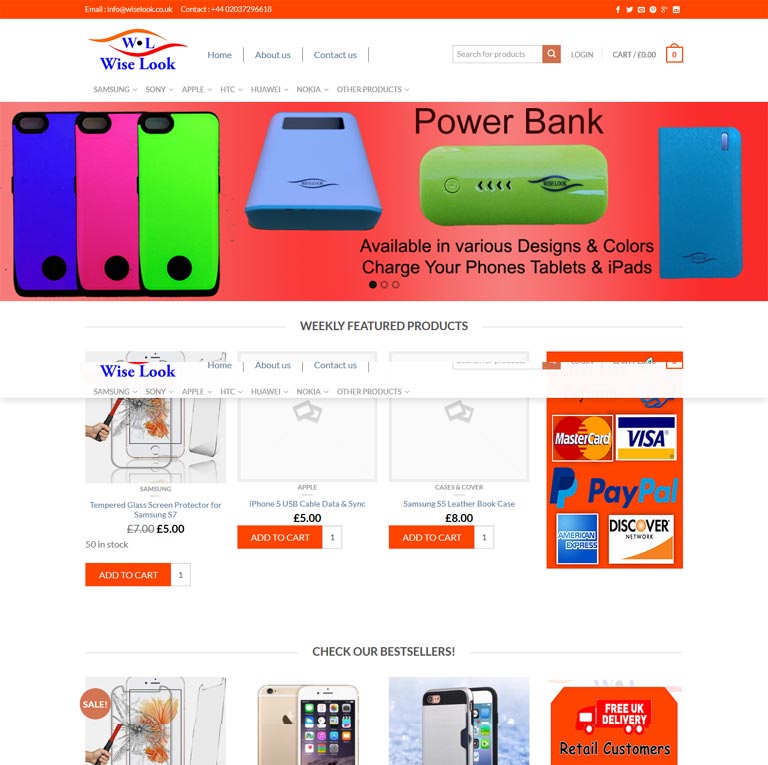 Email : info@wiselook.co.uk Contact : +44 02037296618
W L
Wise Look
Home About us Contact us
Search for products
LOGIN
CART / £0.00
0
SAMSUNG SONY APPLE HTC HUAWEI NOKIA OTHER PRODUCTS
Power Bank
WISELOOK
Available in various Designs & Colors
Charge Your Phones Tablets & iPads
WEEKLY FEATURED PRODUCTS
Wise Look
Home About us Contact us
SAMSUNG SONY APPLE HTC HUAWEI NOKIA OTHER PRODUCTS
MasterCard VISA
PayPal
AMERICAN EXPRESS
DISCOVER
NETWORK
SAMSUNG
Tempered Glass Screen Protector for
Samsung S7
£7.00 £5.00
50 in stock
ADD TO CART 1
APPLE
iPhone 5 USB Cable Data & Sync
£5.00
ADD TO CART 1
CASES & COVER
Samsung S5 Leather Book Case
£8.00
ADD TO CART 1
CHECK OUR BESTSELLERS!
SALE!
FREE UK
DELIVERY
Retail Customers